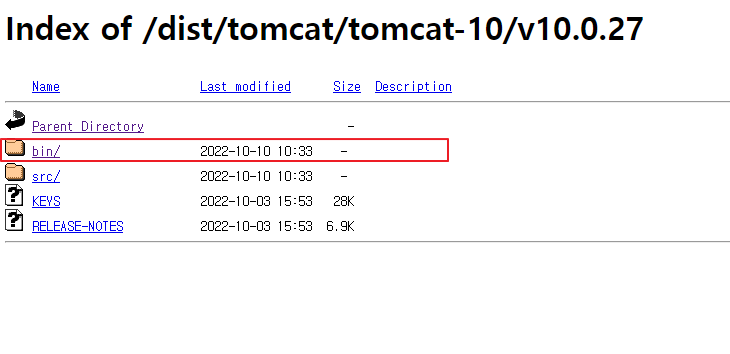 Index of /dist/tomcat/tomcat-10/v10.0.27
Name Last modified Size Description
Parent Directory -
bin/ 2022-10-10 10:33 -
src/ 2022-10-10 10:33 -
KEYS 2022-10-03 15:53 28K
RELEASE-NOTES 2022-10-03 15:53 6.9K